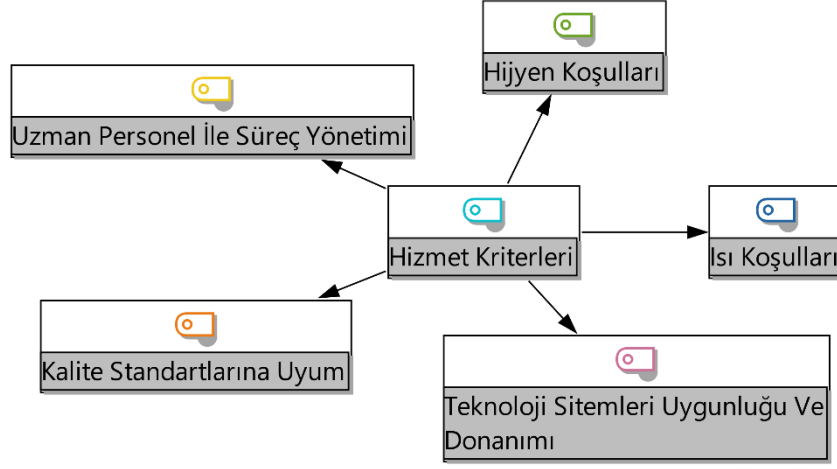 Hijyen Koşulları
Uzman Personel İle Süreç Yönetimi
Hizmet Kriterleri
Isı Koşulları
Kalite Standartlarına Uyum
Teknoloji Sitemleri Uygunluğu Ve
Donanımı